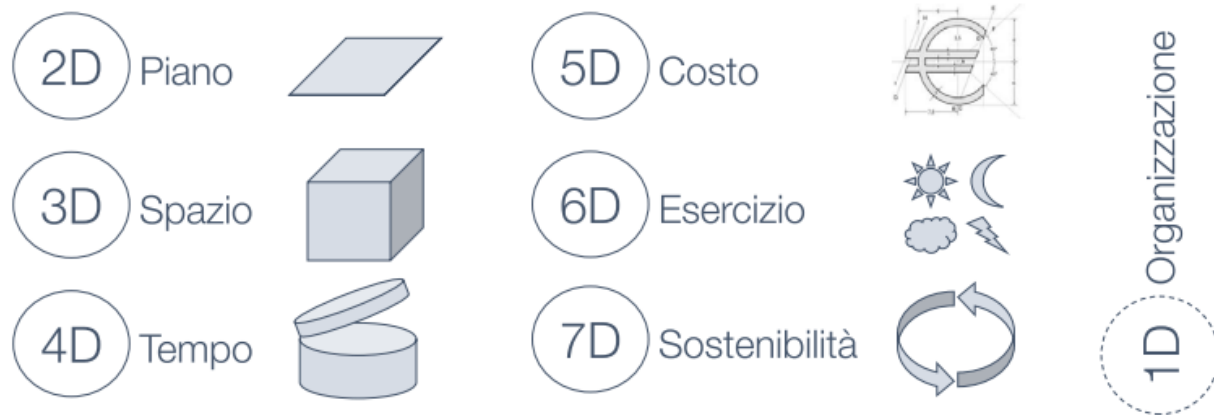 2D Piano
3D Spazio
4D Tempo
5D Costo
6D Esercizio
7D Sostenibilità
1D Organizzazione